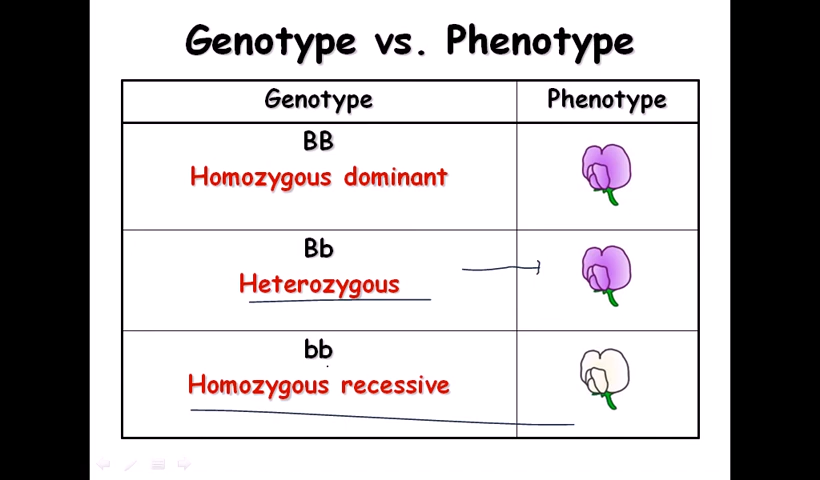 Genotype vs. Phenotype
Genotype Phenotype
BB
Homozygous dominant
Bb
Heterozygous
bb
Homozygous recessive